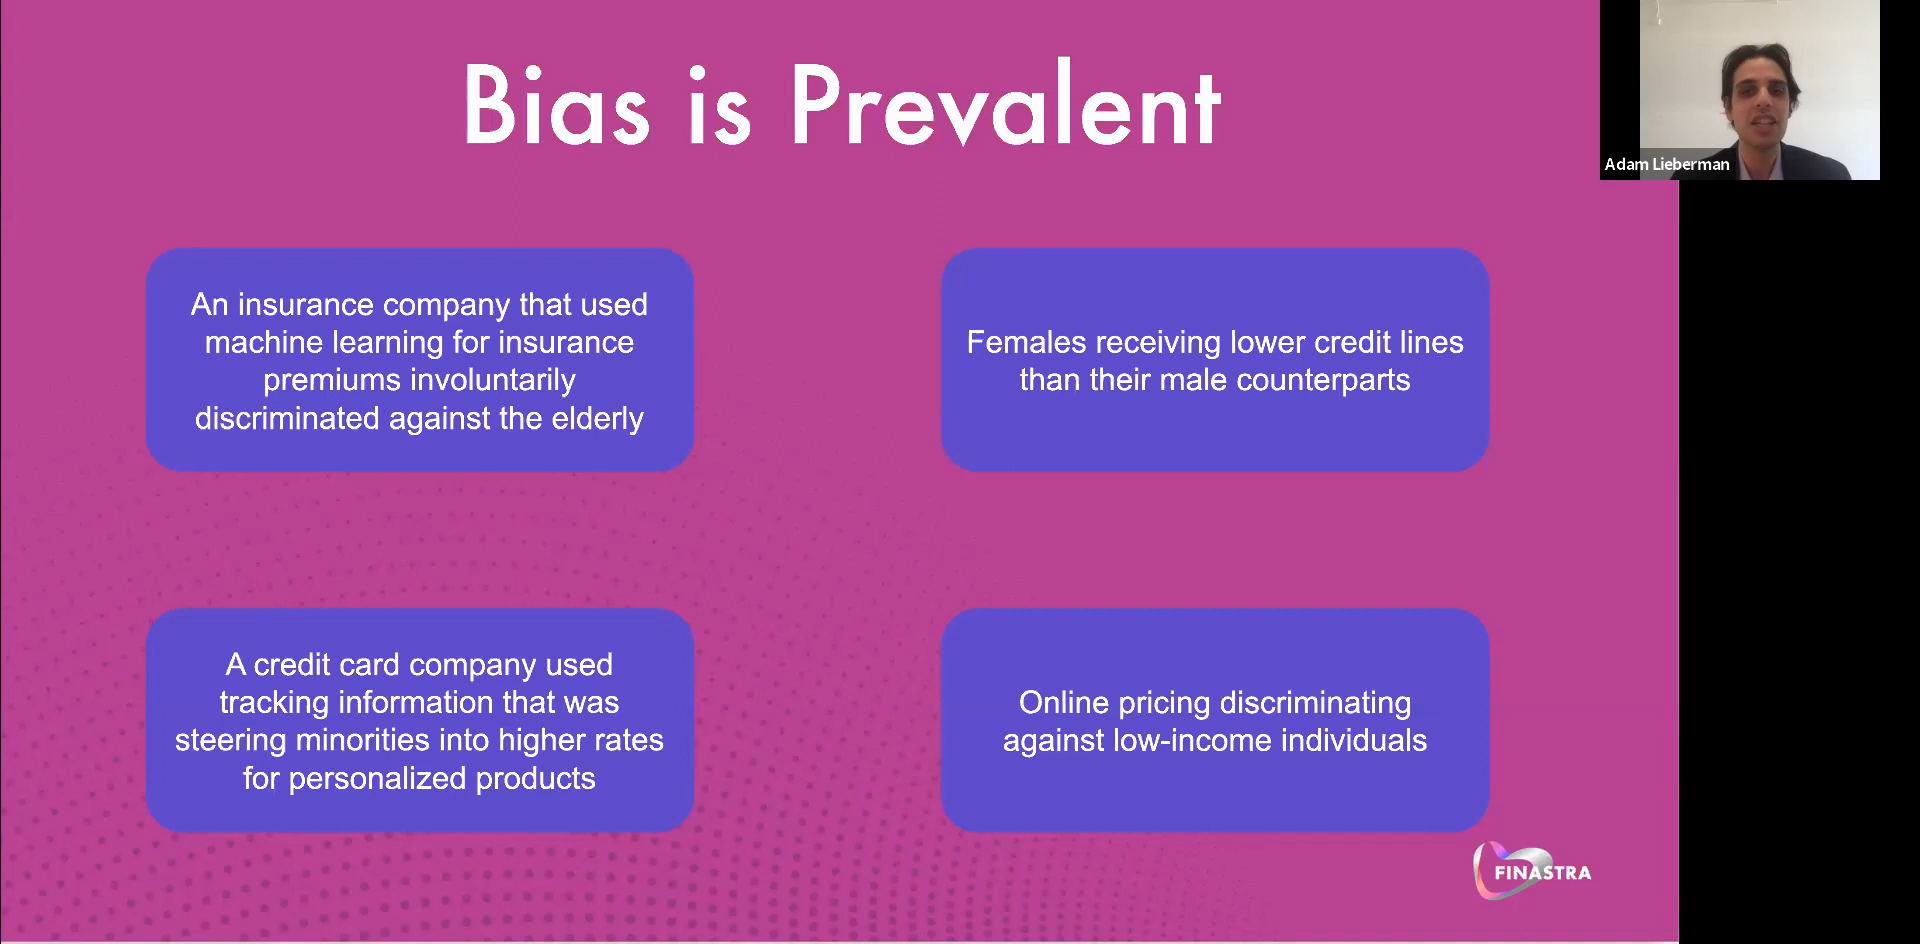 Bias is Prevalent
Adam Lieberman
An insurance company that used
machine learning for insurance
premiums involuntarily
discriminated against the elderly
Females receiving lower credit lines
than their male counterparts
A credit card company used
tracking information that was
steering minorities into higher rates
for personalized products
Online pricing discriminating
against low-income individuals
FINASTRA